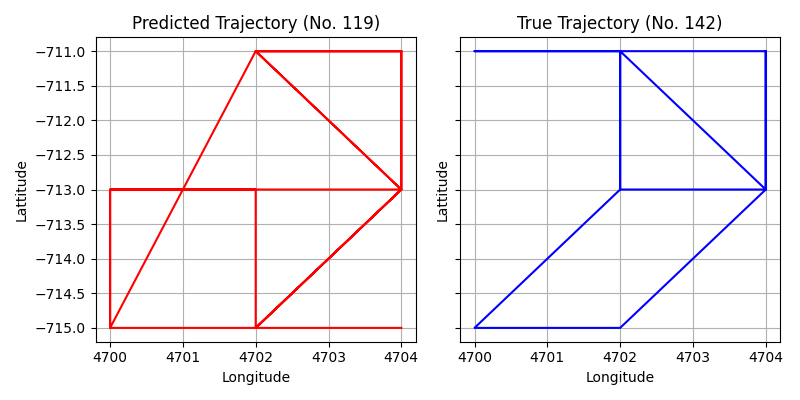 Predicted Trajectory (No. 119)
−711.0
−711.5
−712.0
−712.5
−713.0
−713.5
−714.0
−714.5
−715.0
Lattitude
4700 4701 4702 4703 4704
Longitude
True Trajectory (No. 142)
Lattitude
4700 4701 4702 4703 4704
Longitude